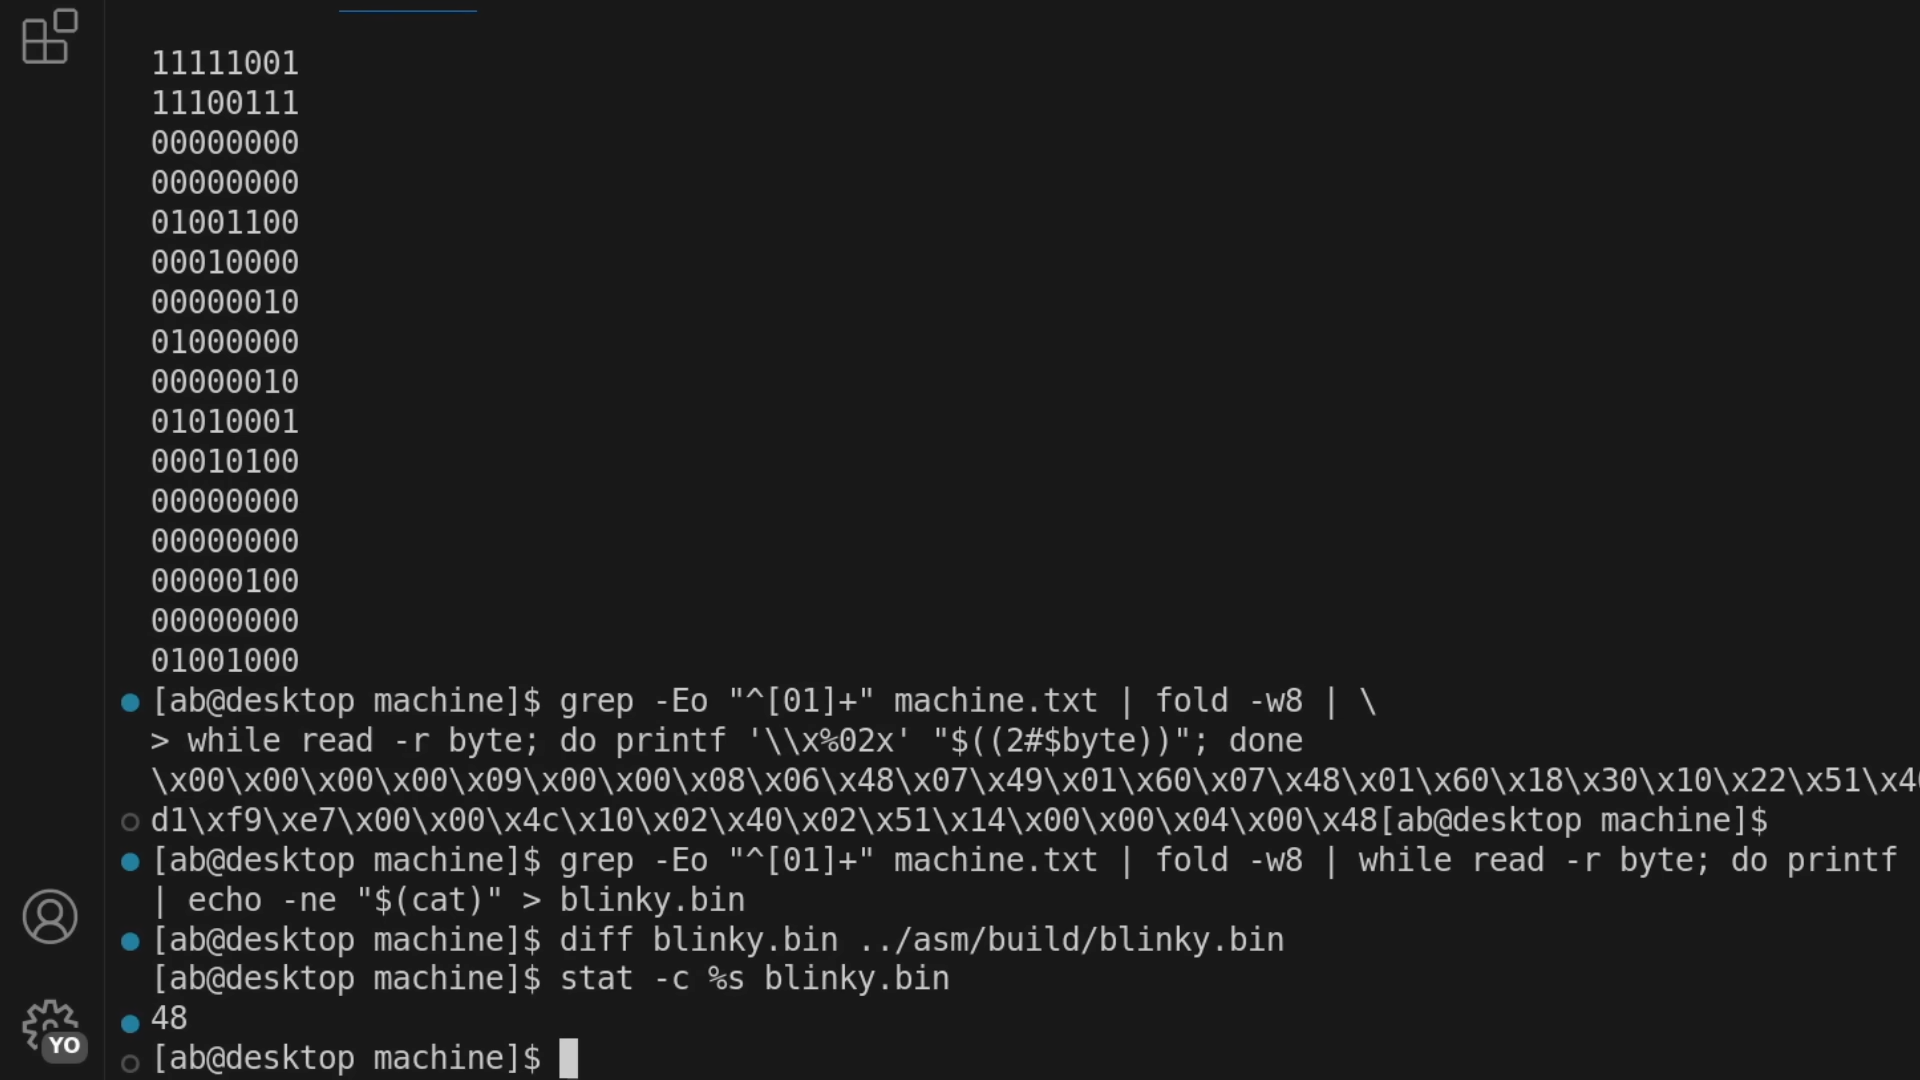 11111001
11100111
00000000
00000000
01001100
00010000
00000010
01000000
00000010
01010001
00010100
00000000
00000000
00000100
00000000
01001000
[ab@desktop machine]$ grep -Eo "^[01]+" machine.txt | fold -w8 | \
> while read -r byte; do printf '\\x%02x' "$((2#$byte))"; done
\x00\x00\x00\x00\x09\x00\x00\x08\x06\x48\x07\x49\x01\x60\x07\x48\x01\x60\x18\x30\x10\x22\x51\x4
d1\xf9\xe7\x00\x00\x4c\x10\x02\x40\x02\x51\x14\x00\x00\x04\x00\x48[ab@desktop machine]$
[ab@desktop machine]$ grep -Eo "^[01]+" machine.txt | fold -w8 | while read -r byte; do printf
| echo -ne "$(cat)" > blinky.bin
[ab@desktop machine]$ diff blinky.bin ../asm/build/blinky.bin
[ab@desktop machine]$ stat -c %s blinky.bin
48
YO
[ab@desktop machine]$